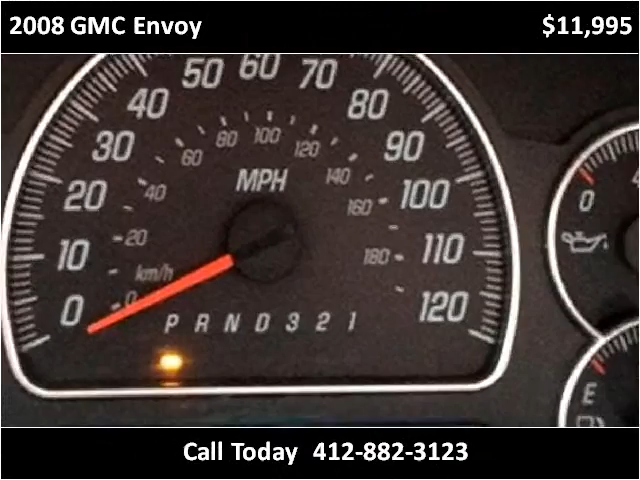 2008 GMC Envoy $11,995
50 60 70
40 80
30 90
20 100
10 110
0 120
80 100 120
60 140
40 160
20 180
0
MPH
km/h
P R N D 3 2 1
0 4
E
Call Today 412-882-3123